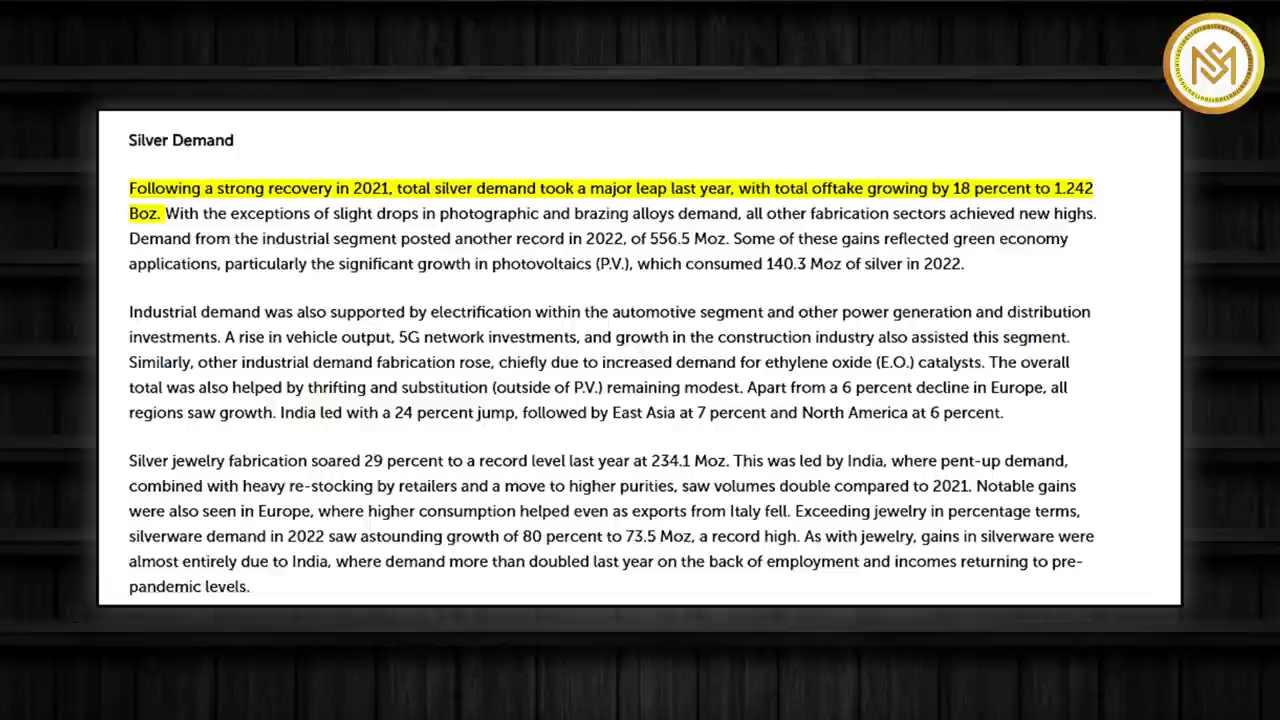 Silver Demand
Following a strong recovery in 2021, total silver demand took a major leap last year, with total offtake growing by 18 percent to 1.242
Boz. With the exceptions of slight drops in photographic and brazing alloys demand, all other fabrication sectors achieved new highs.
Demand from the industrial segment posted another record in 2022, of 556.5 Moz. Some of these gains reflected green economy
applications, particularly the significant growth in photovoltaics (P.V.), which consumed 140.3 Moz of silver in 2022.
Industrial demand was also supported by electrification within the automotive segment and other power generation and distribution
investments. A rise in vehicle output, 5G network investments, and growth in the construction industry also assisted this segment.
Similarly, other industrial demand fabrication rose, chiefly due to increased demand for ethylene oxide (E.O.) catalysts. The overall
total was also helped by thrifting and substitution (outside of P.V.) remaining modest. Apart from a 6 percent decline in Europe, all
regions saw growth. India led with a 24 percent jump, followed by East Asia at 7 percent and North America at 6 percent.
Silver jewelry fabrication soared 29 percent to a record level last year at 234.1 Moz. This was led by India, where pent-up demand,
combined with heavy re-stocking by retailers and a move to higher purities, saw volumes double compared to 2021. Notable gains
were also seen in Europe, where higher consumption helped even as exports from Italy fell. Exceeding jewelry in percentage terms,
silverware demand in 2022 saw astounding growth of 80 percent to 73.5 Moz, a record high. As with jewelry, gains in silverware were
almost entirely due to India, where demand more than doubled last year on the back of employment and incomes returning to pre-
pandemic levels.